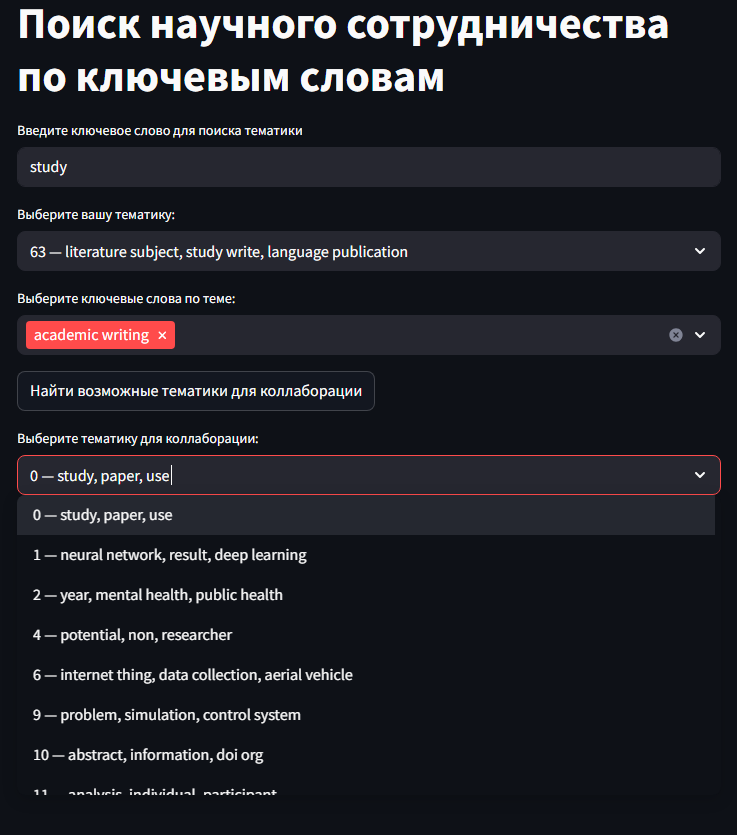 Поиск научного сотрудничества
по ключевым словам
Введите ключевое слово для поиска тематики
study
Выберите вашу тематику:
63 — literature subject, study write, language publication
Выберите ключевые слова по теме:
academic writing ×
Найти возможные тематики для коллаборации
Выберите тематику для коллаборации:
0 — study, paper, use
0 — study, paper, use
1 — neural network, result, deep learning
2 — year, mental health, public health
4 — potential, non, researcher
6 — internet thing, data collection, aerial vehicle
9 — problem, simulation, control system
10 — abstract, information, doi org
11 — analysis, individual, participant